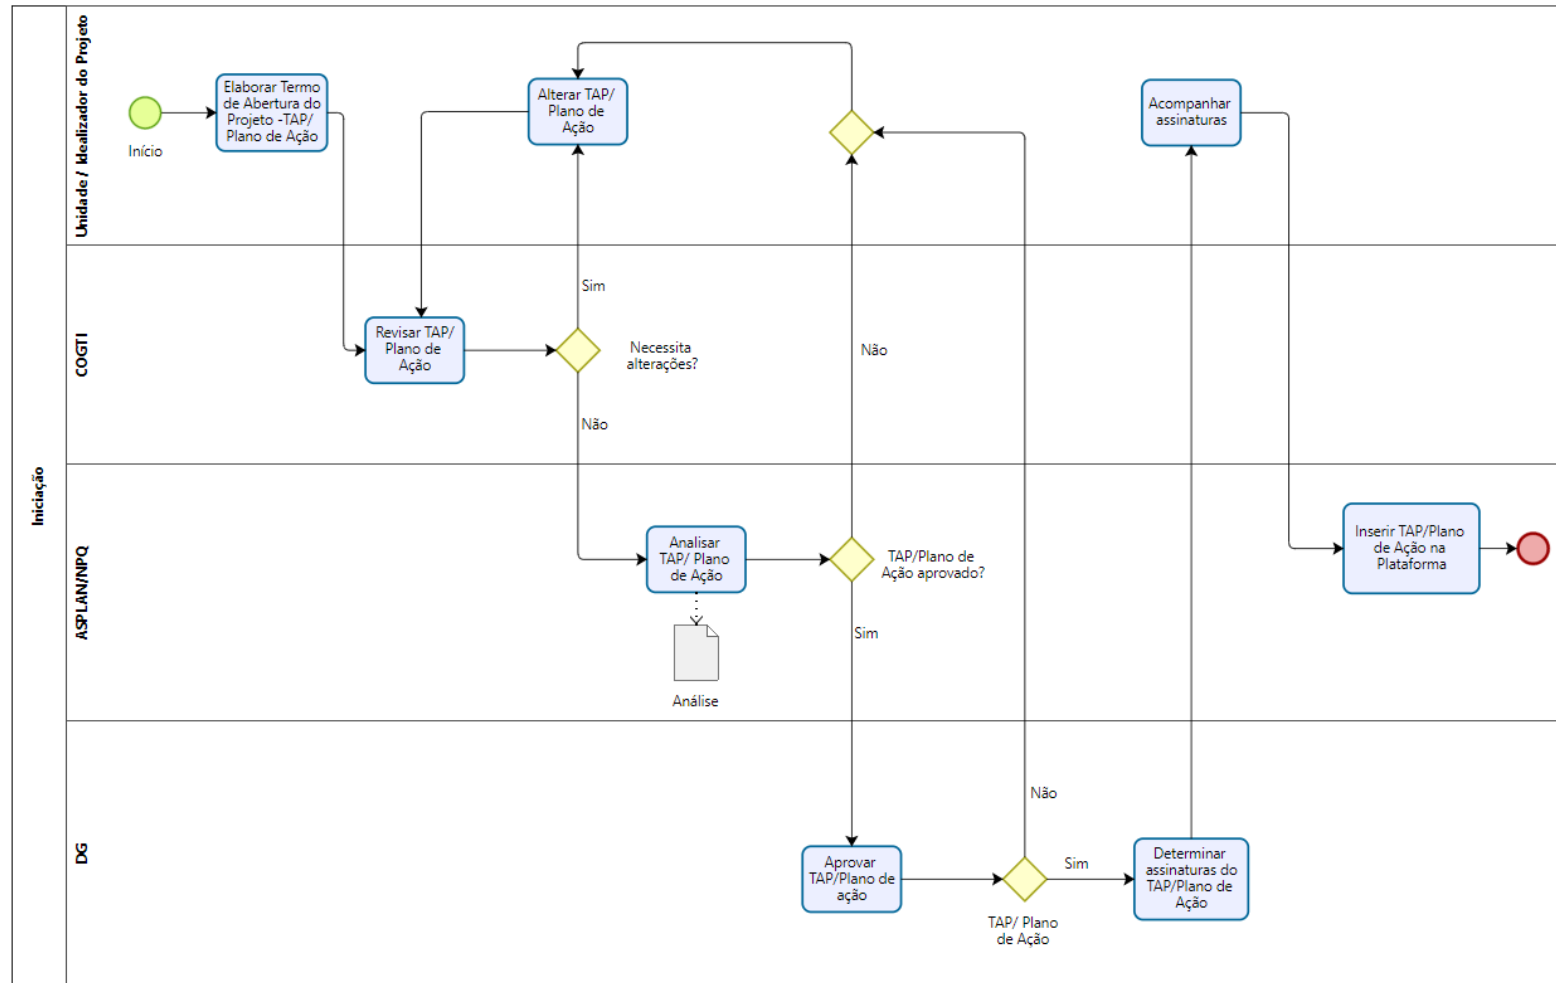 Iniciação
Unidade / Idealizador do Projeto
Início
Elaborar Termo
de Abertura do
Projeto -TAP/
Plano de Ação
Alterar TAP/
Plano de
Ação
Acompanhar
assinaturas
COGTI
Revisar TAP/
Plano de
Ação
Sim
Necessita
alterações?
Não
Não
ASPLAN/NPQ
Analisar
TAP/ Plano
de Ação
Análise
TAP/Plano de
Ação aprovado?
Sim
Inserir TAP/Plano
de Ação na
Plataforma
DG
Aprovar
TAP/Plano de
ação
Não
TAP/ Plano
de Ação
Sim
Determinar
assinaturas do
TAP/Plano de
Ação